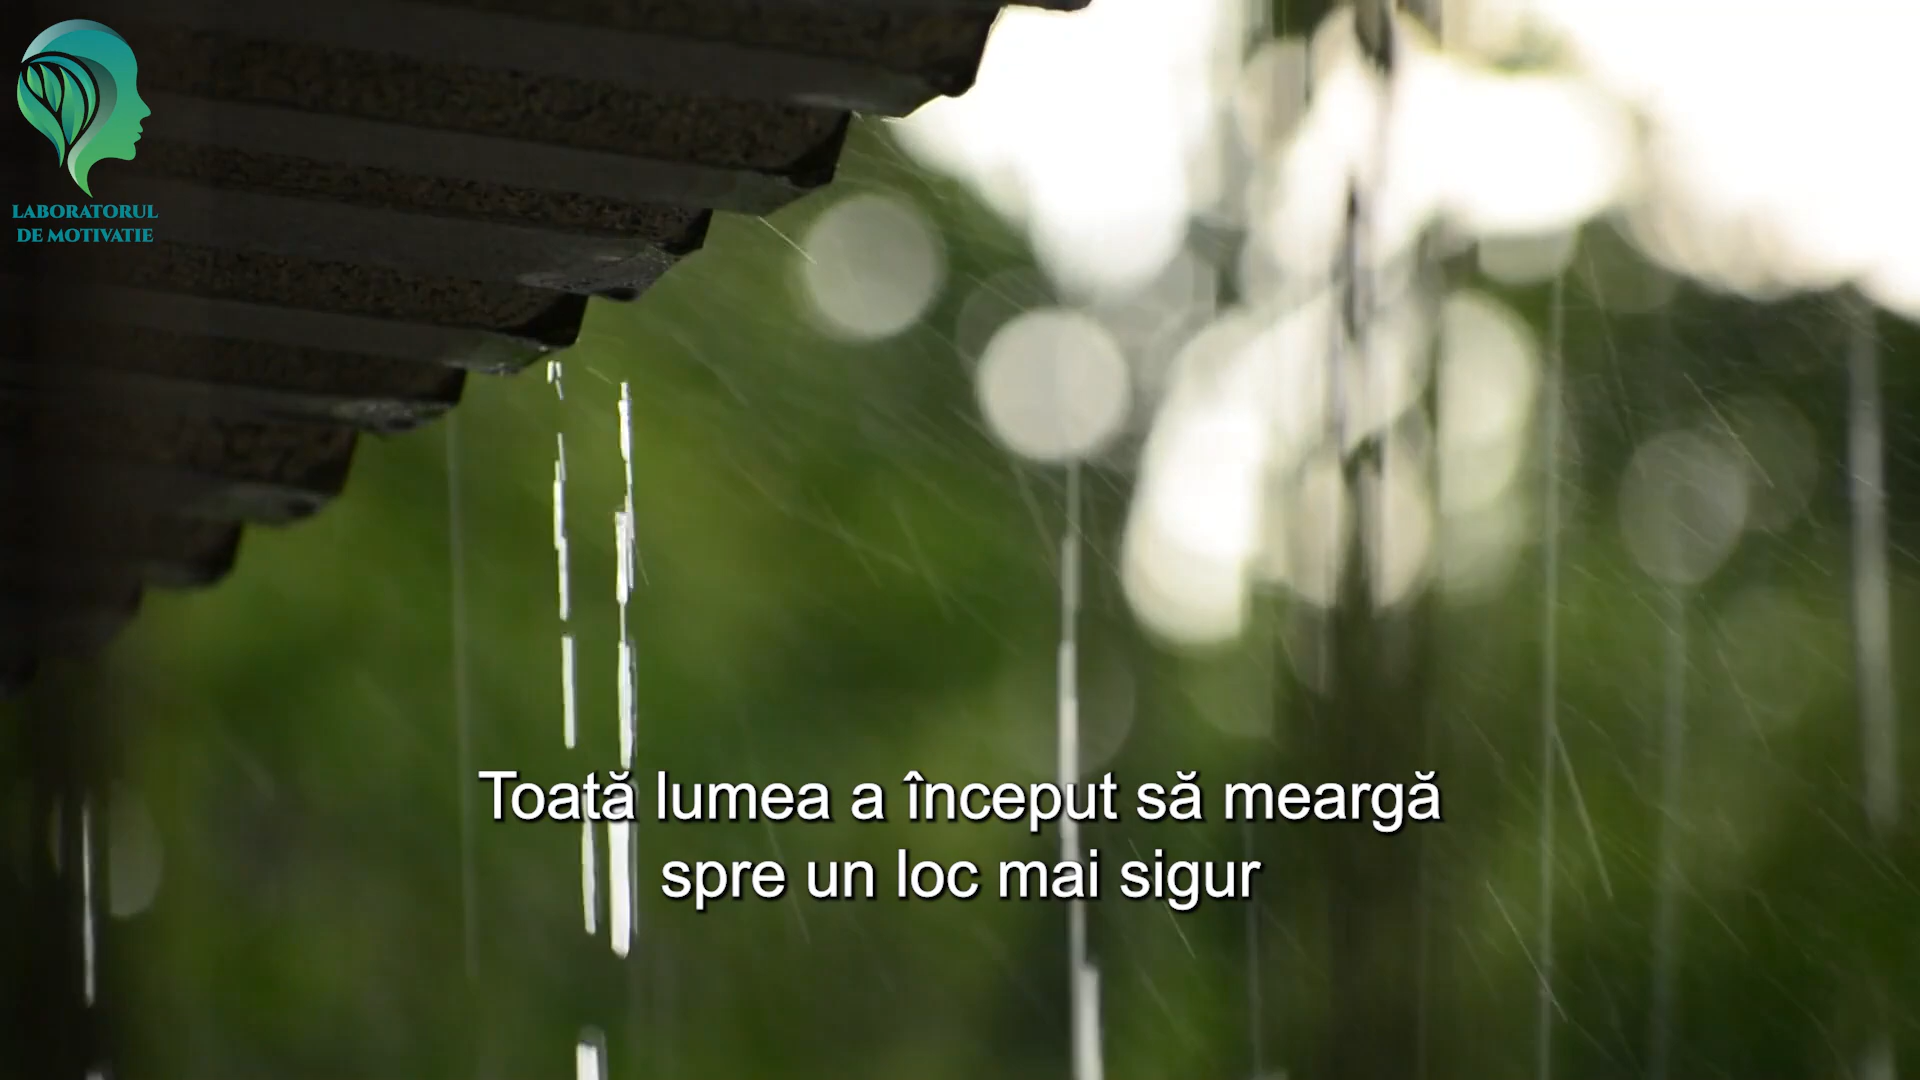 LABORATORUL
DE MOTIVATIE
Toată lumea a început să meargă
spre un loc mai sigur